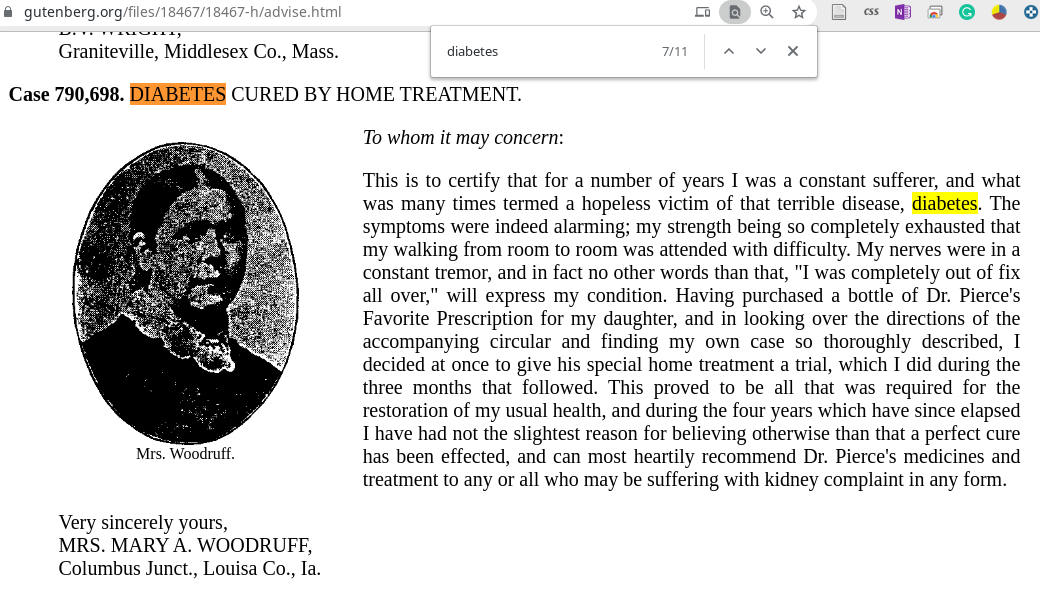 gutenberg.org/files/18467/18467-h/advise.html
diabetes
7/11
css
N
G
B.V. WRIGHT,
Graniteville, Middlesex Co., Mass.
Case 790,698. DIABETES CURED BY HOME TREATMENT.
To whom it may concern:
This is to certify that for a number of years I was a constant sufferer, and what
was many times termed a hopeless victim of that terrible disease, diabetes. The
symptoms were indeed alarming; my strength being so completely exhausted that
my walking from room to room was attended with difficulty. My nerves were in a
constant tremor, and in fact no other words than that, "I was completely out of fix
all over," will express my condition. Having purchased a bottle of Dr. Pierce's
Favorite Prescription for my daughter, and in looking over the directions of the
accompanying circular and finding my own case so thoroughly described, I
decided at once to give his special home treatment a trial, which I did during the
three months that followed. This proved to be all that was required for the
restoration of my usual health, and during the four years which have since elapsed
I have had not the slightest reason for believing otherwise than that a perfect cure
has been effected, and can most heartily recommend Dr. Pierce's medicines and
treatment to any or all who may be suffering with kidney complaint in any form.
Mrs. Woodruff.
Very sincerely yours,
MRS. MARY A. WOODRUFF,
Columbus Junct., Louisa Co., Ia.